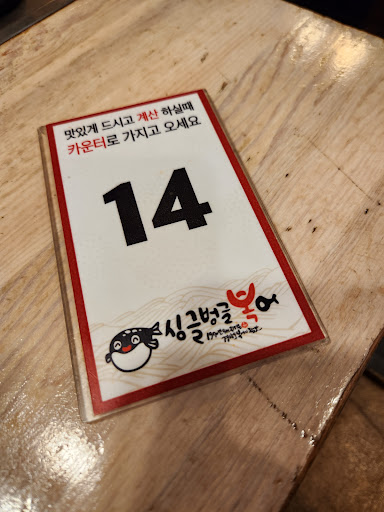 맛있게 드시고 계산 하실때
카운터로 가지고 오세요
14
싱글벙글복어